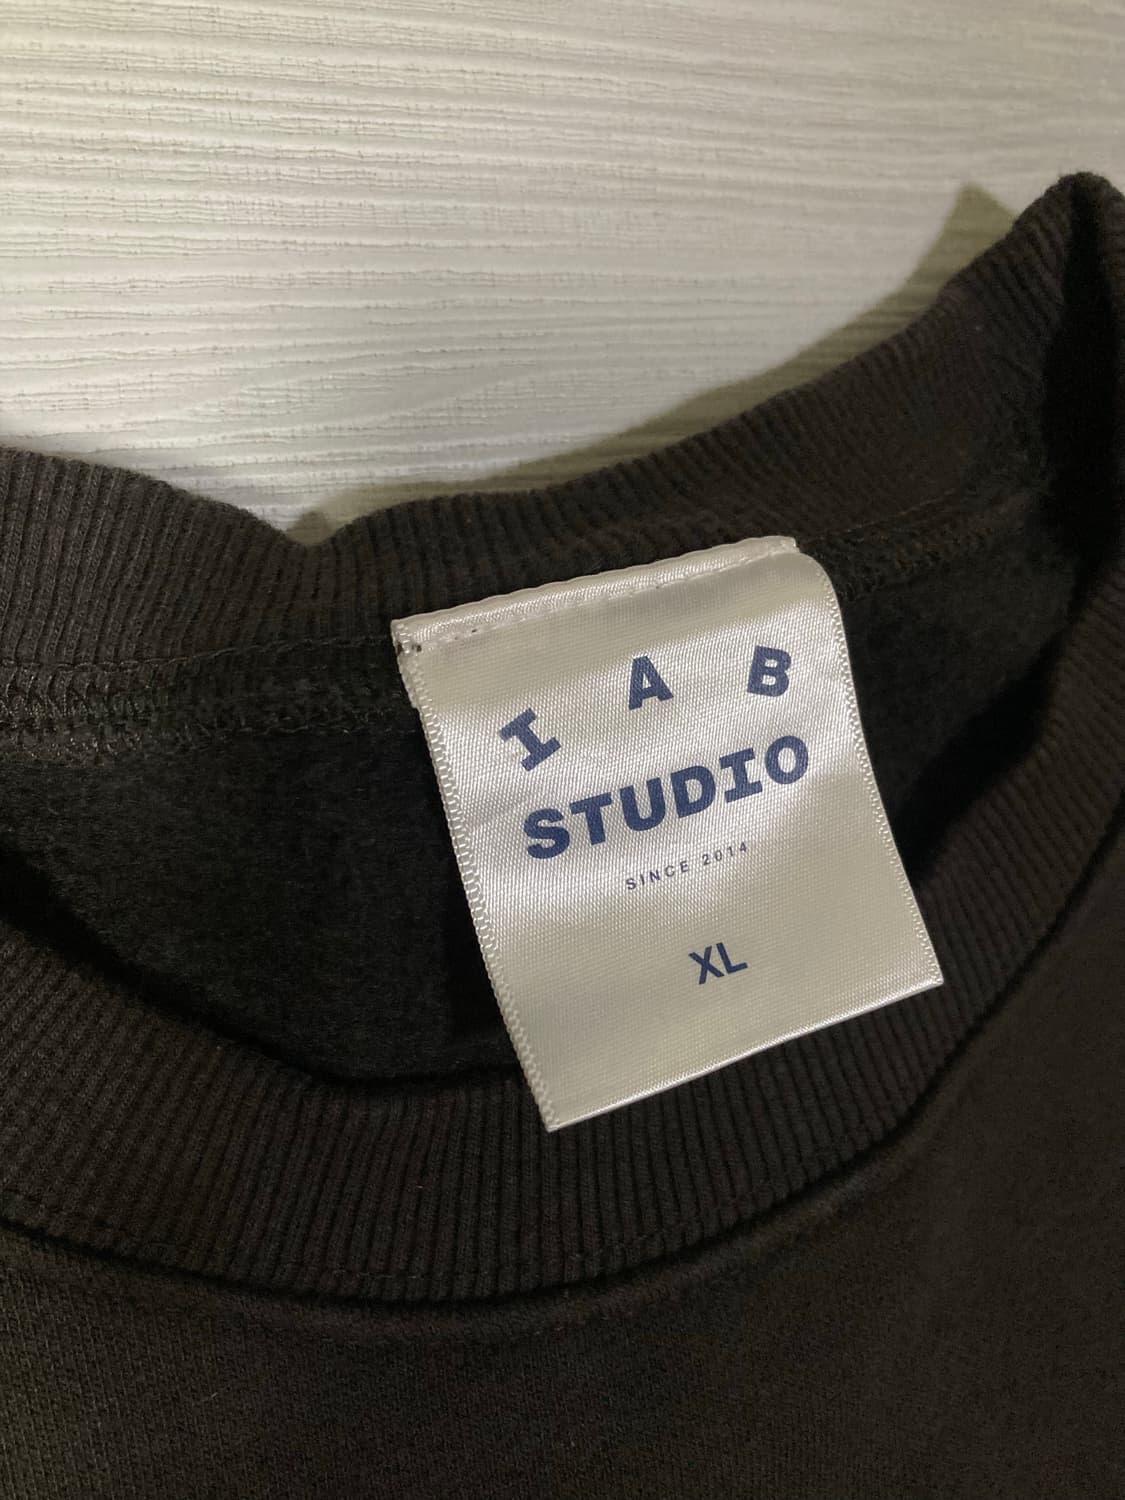 I A B
STUDIO
SINCE 2014
XL